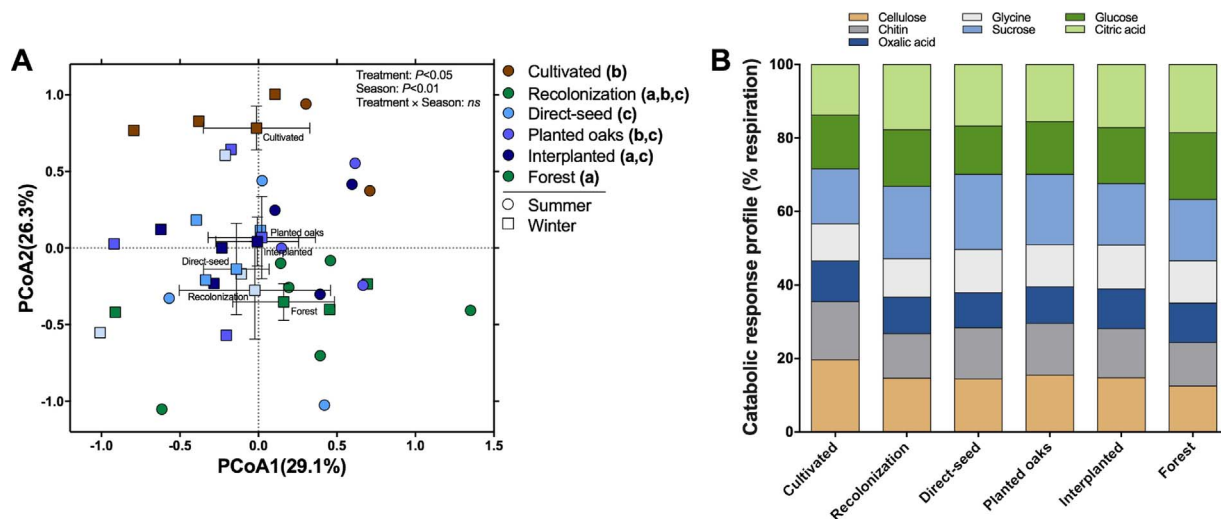 A
Treatment: P<0.05
Season: P<0.01
Treatment × Season: ns
Cultivated (b)
Recolonization (a,b,c)
Direct-seed (c)
Planted oaks (b,c)
Interplanted (a,c)
Forest (a)
Summer
Winter
Cultivated
Planted oaks
Interplanted
Direct-seed
Recolonization
Forest
PCoA2(26.3%)
1.0
0.5
0.0
-0.5
-1.0
-1.0
-0.5
0.0
0.5
1.0
1.5
PCoA1(29.1%)
B
Cellulose
Chitin
Oxalic acid
Glycine
Sucrose
Glucose
Citric acid
Catabolic response profile (% respiration)
100
80
60
40
20
0
Cultivated
Recolonization
Direct-seed
Planted oaks
Interplanted
Forest